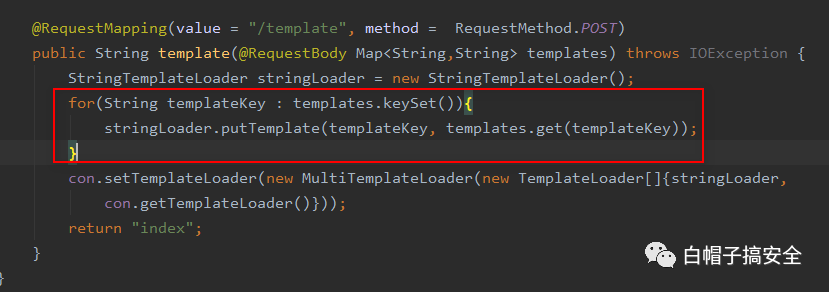 @RequestMapping(value = "/template", method =  RequestMethod.POST)
public String template(@RequestBody Map<String,String> templates) throws IOException {
    StringTemplateLoader stringLoader = new StringTemplateLoader();
    for(String templateKey : templates.keySet()){
        stringLoader.putTemplate(templateKey, templates.get(templateKey));
    }
    con.setTemplateLoader(new MultiTemplateLoader(new TemplateLoader[]{stringLoader,
        con.getTemplateLoader()}));
    return "index";
}
}
白帽子搞安全